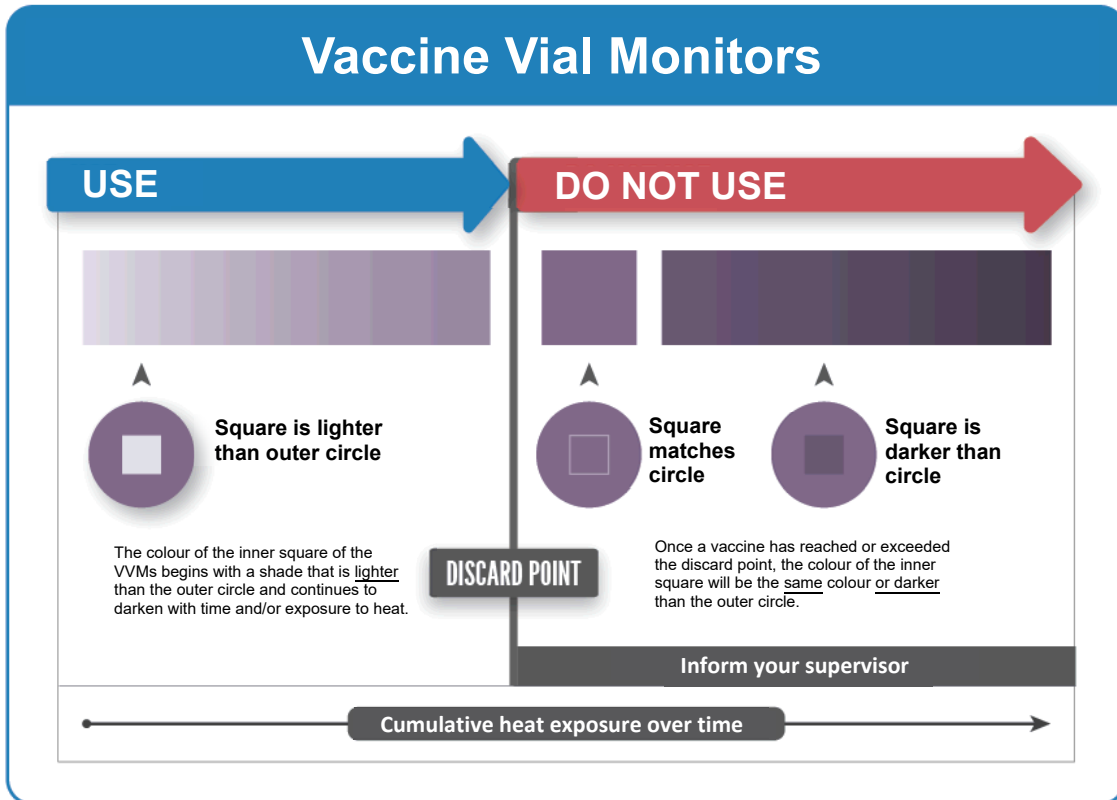 Vaccine Vial Monitors
USE
DO NOT USE
Square is lighter
than outer circle
Square
matches
circle
Square is
darker than
circle
The colour of the inner square of the
VVMs begins with a shade that is lighter
than the outer circle and continues to
darken with time and/or exposure to heat.
DISCARD POINT
Once a vaccine has reached or exceeded
the discard point, the colour of the inner
square will be the same colour or darker
than the outer circle.
Inform your supervisor
Cumulative heat exposure over time